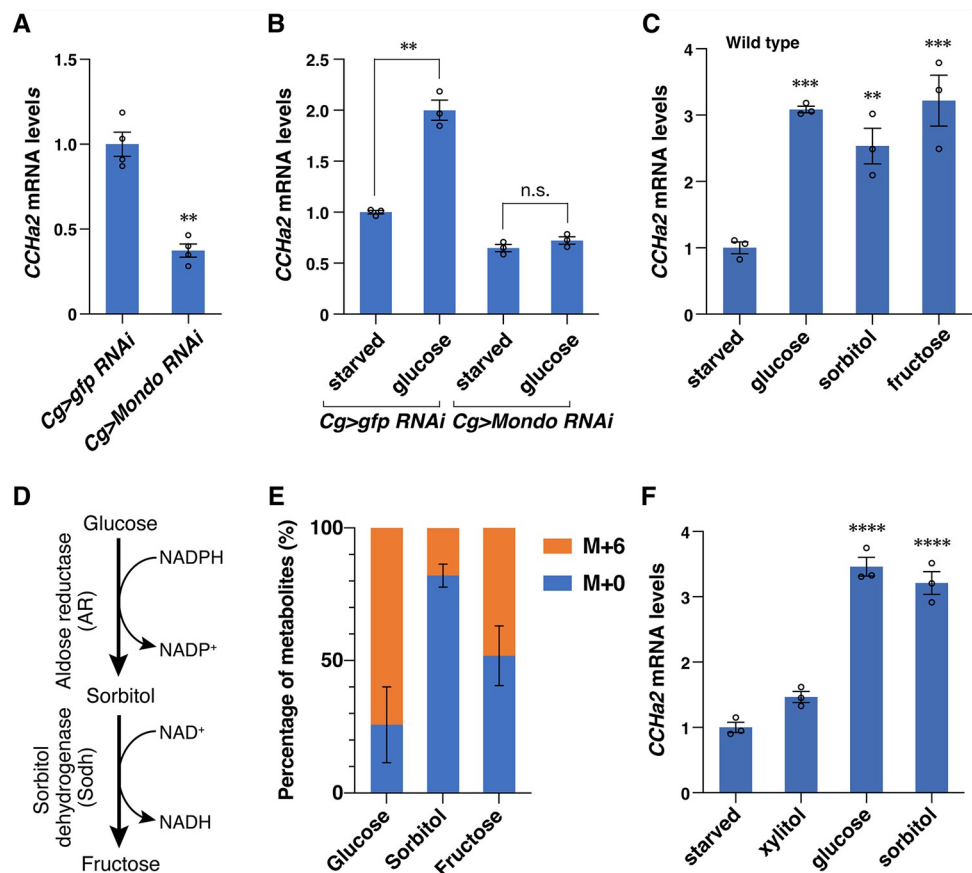 A
CCHa2 mRNA levels
1.5
1.0
0.5
0
**
Cg>gfp RNAi
Cg>Mondo RNAi
B
CCHa2 mRNA levels
2.5
2.0
1.5
1.0
0.5
0
**
n.s.
starved
glucose
starved
glucose
Cg>gfp RNAi
Cg>Mondo RNAi
C
Wild type
CCHa2 mRNA levels
4
3
2
1
0
***
**
***
starved
glucose
sorbitol
fructose
D
Glucose
Aldose reductase
(AR)
NADPH
NADP+
Sorbitol
Sorbitol
dehydrogenase
(Sodh)
NAD+
NADH
Fructose
E
Percentage of metabolites (%)
100
50
0
M+6
M+0
Glucose
Sorbitol
Fructose
F
CCHa2 mRNA levels
4
3
2
1
0
****
****
starved
xylitol
glucose
sorbitol